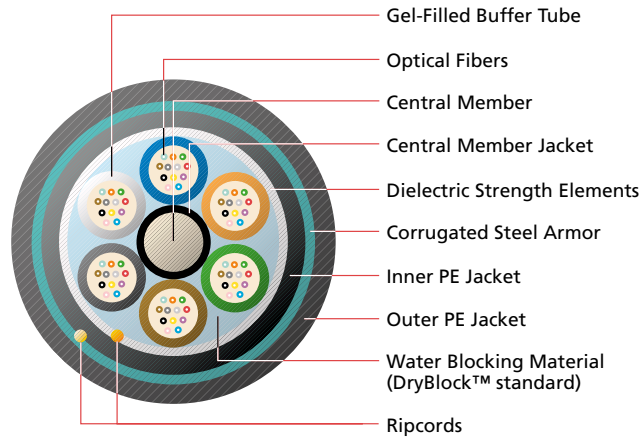 Gel-Filled Buffer Tube
Optical Fibers
Central Member
Central Member Jacket
Dielectric Strength Elements
Corrugated Steel Armor
Inner PE Jacket
Outer PE Jacket
Water Blocking Material
(DryBlock™ standard)
Ripcords